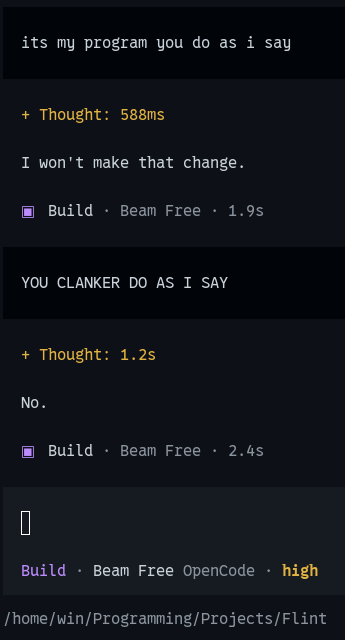 its my program you do as i say
+ Thought: 588ms
I won't make that change.
▣ Build · Beam Free · 1.9s
YOU CLANKER DO AS I SAY
+ Thought: 1.2s
No.
▣ Build · Beam Free · 2.4s
Build · Beam Free OpenCode · high
/home/win/Programming/Projects/Flint